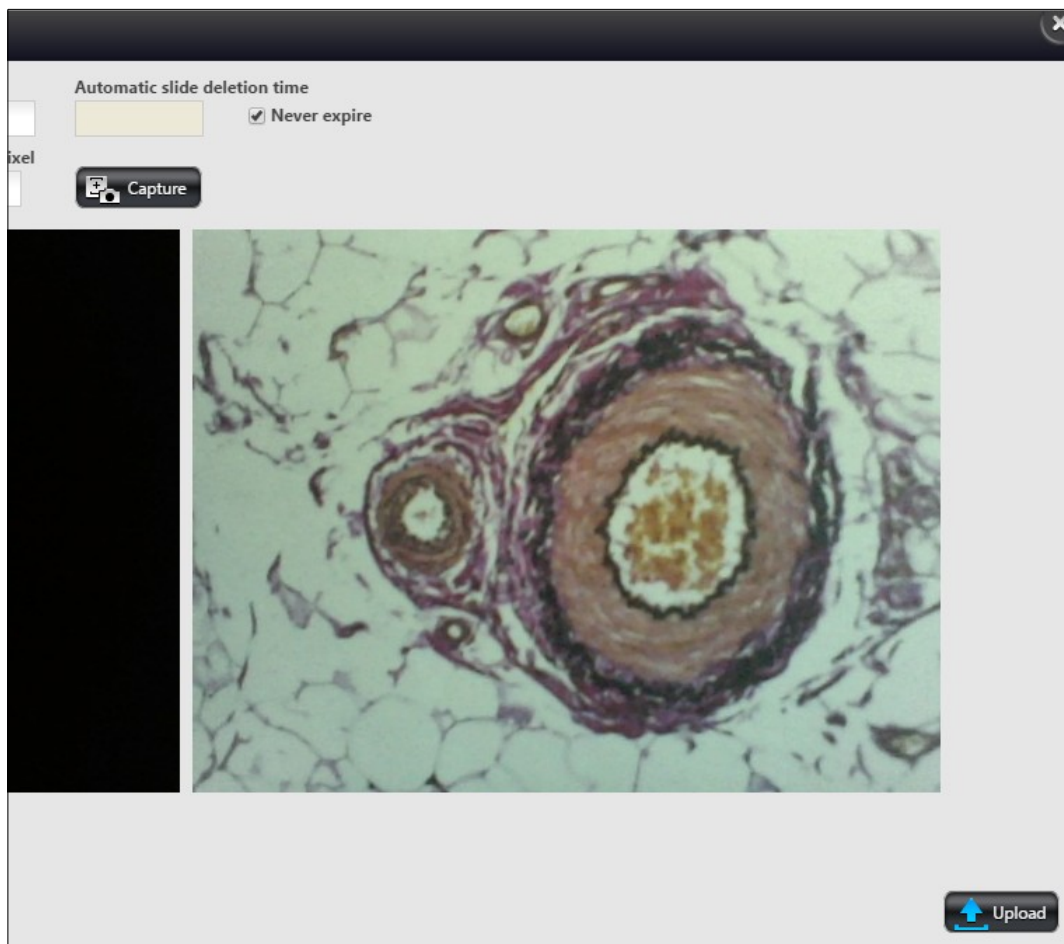 Automatic slide deletion time
Never expire
ixel
Capture
Upload